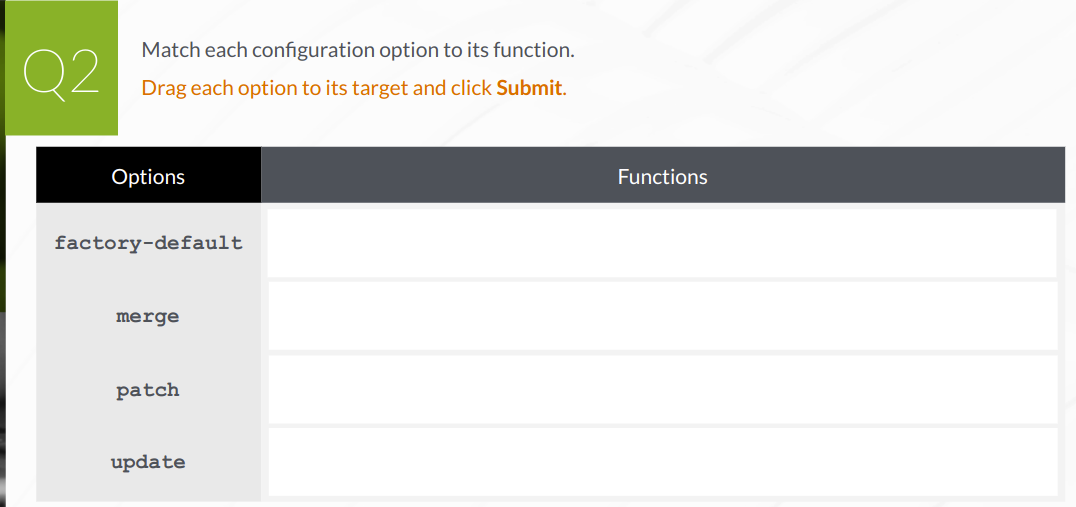 Q2
Match each configuration option to its function.
Drag each option to its target and click Submit.
Options Functions
factory-default
merge
patch
update